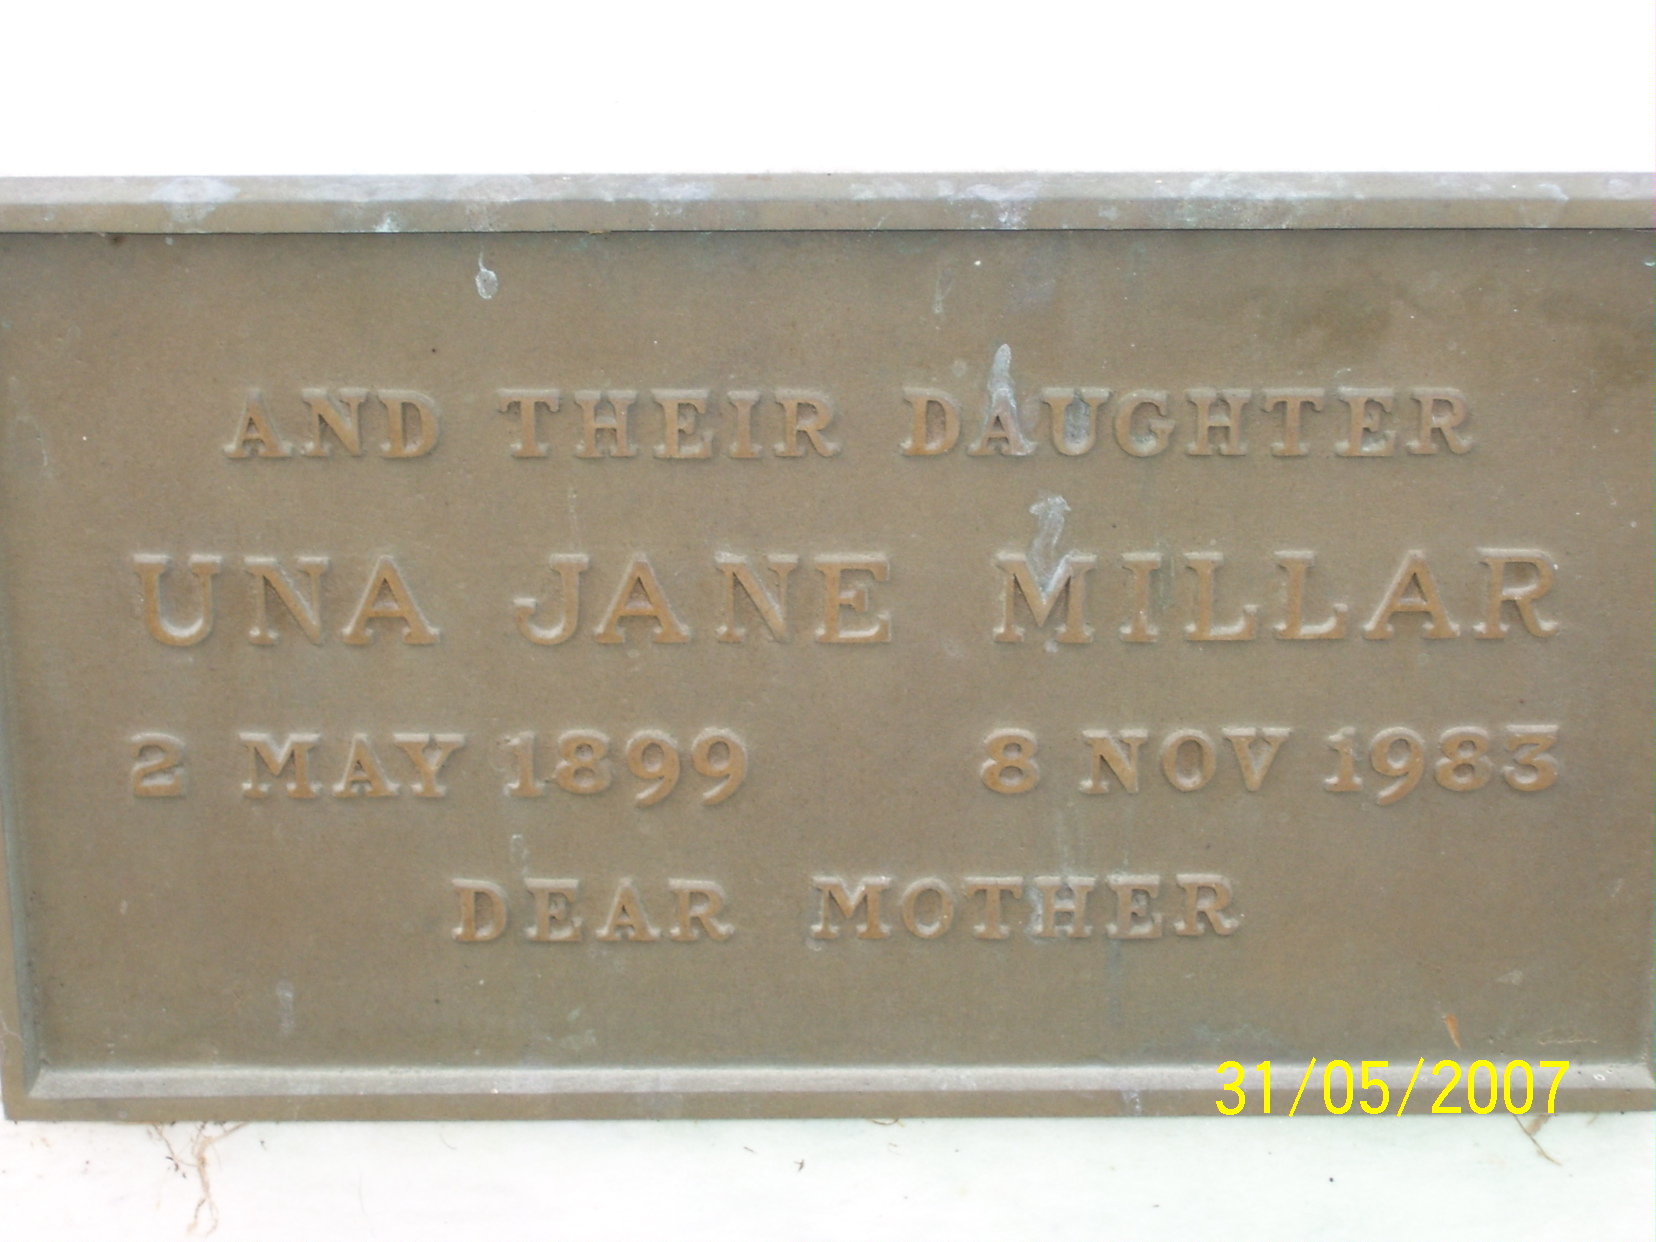 AND THEIR DAUGHTER
UNA JANE MILLAR
2 MAY 1899 8 NOV 1983
DEAR MOTHER
31/05/2007